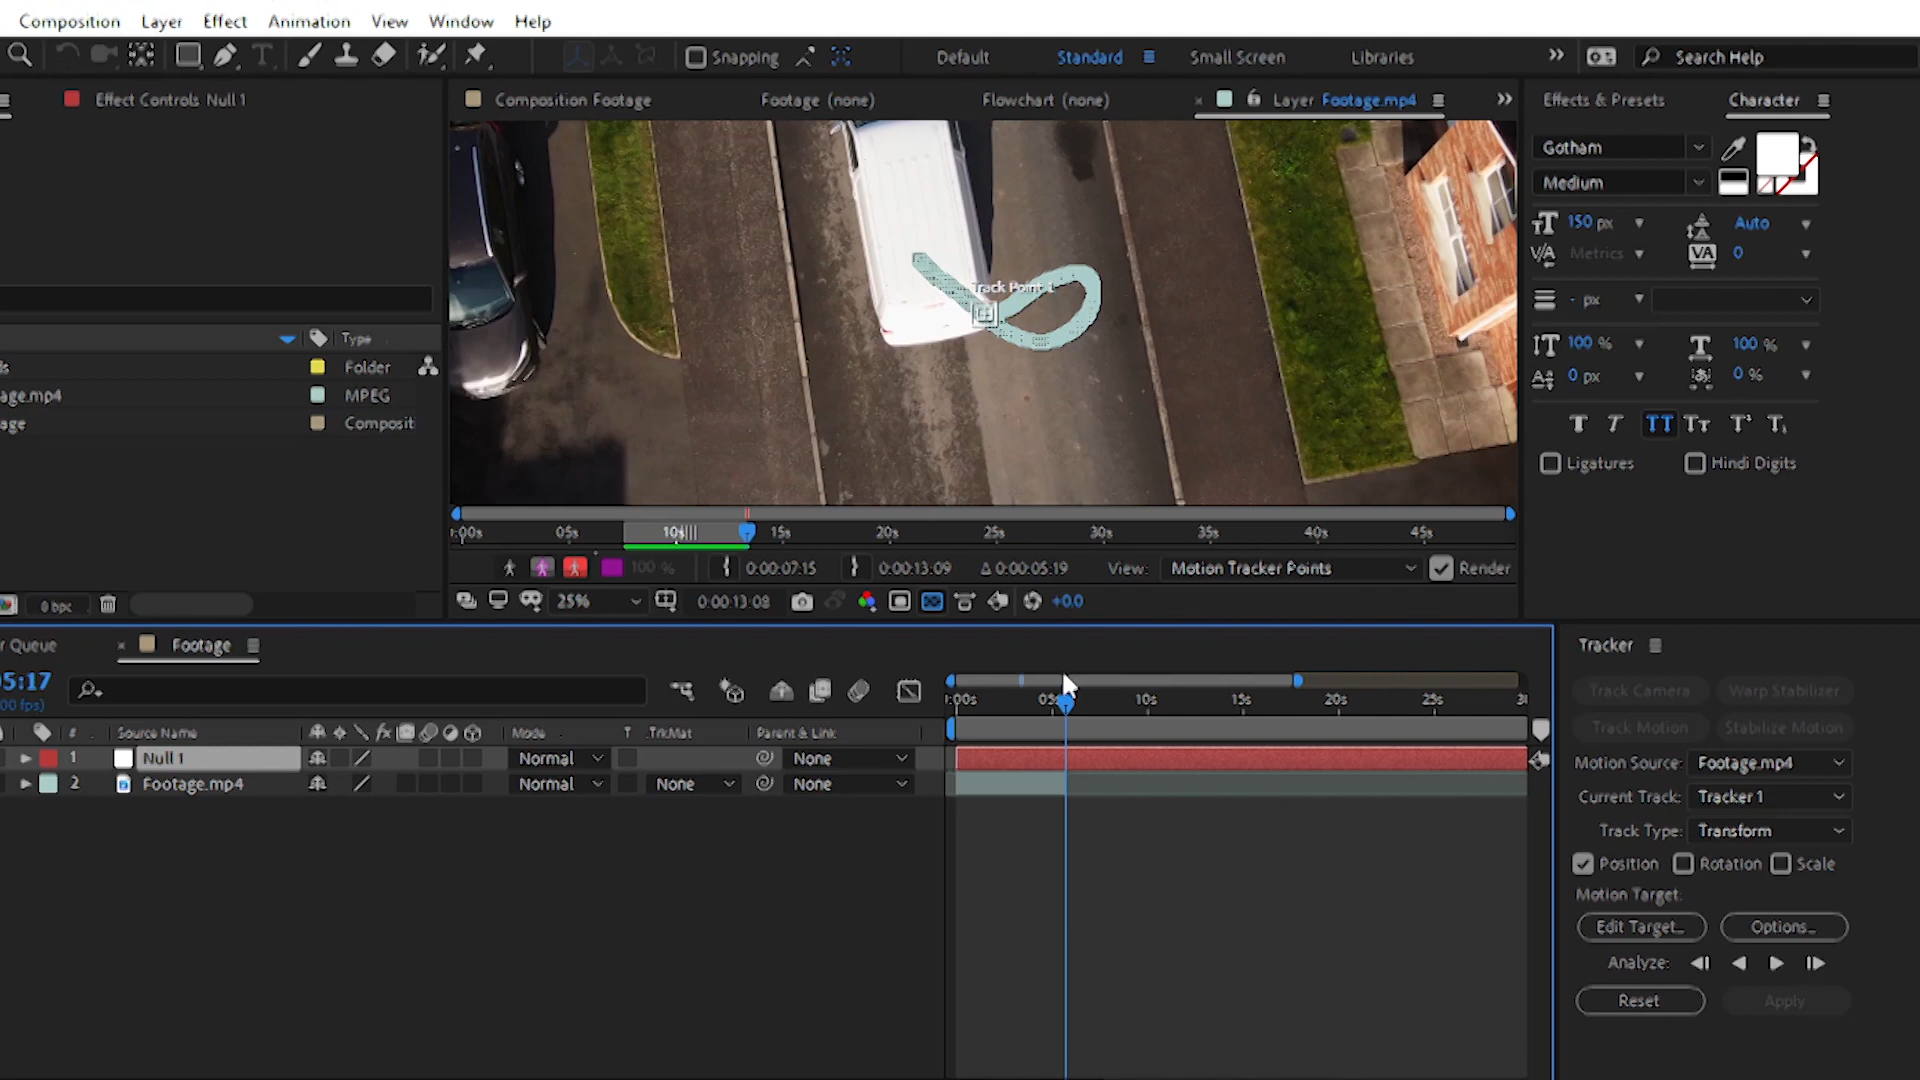 Composition Layer Effect Animation View Window Help
Snapping Default Standard Small Screen Libraries Search Help
Effect Controls Null 1
Composition Footage Footage (none) Flowchart (none) × Layer Footage.mp4
Effects & Presets Character
Gotham
Medium
150 px Auto
Metrics 0
- px
100 % 100 %
0 px 0 %
Ligatures Hindi Digits
Track Point 1
Type
ds Folder
age.mp4 MPEG
age Composit
0 bpc
:00s 05s 10s 15s 20s 25s 30s 35s 40s 45s
100 % 0:00:07:15 0:00:13:09 Δ 0:00:05:19 View: Motion Tracker Points Render
25% 0:00:13:08 +0.0
r Queue × Footage
5:17
00 fps)
:00s 05s 10s 15s 20s 25s 3
# Source Name Mode T .TrkMat Parent & Link
1 Null 1 Normal None
2 Footage.mp4 Normal None None
Tracker
Track Camera Warp Stabilizer
Track Motion Stabilize Motion
Motion Source: Footage.mp4
Current Track: Tracker 1
Track Type: Transform
Position Rotation Scale
Motion Target:
Edit Target... Options...
Analyze:
Reset Apply